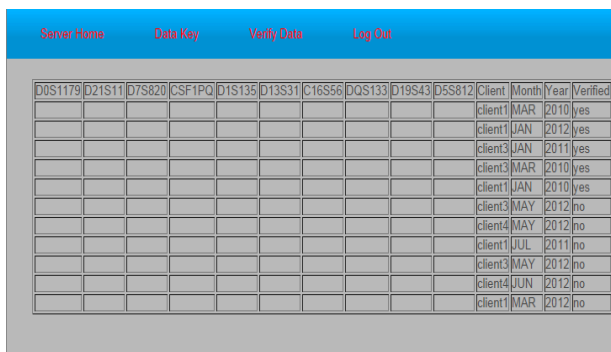 Server Home Data Key Verify Data Log Out
D0S1179 D21S11 D7S820 CSF1PQ D1S135 D13S31 C16S56 DQS133 D19S43 D5S812 Client Month Year Verified
client1 MAR 2010 yes
client1 JAN 2012 yes
client3 JAN 2011 yes
client3 MAR 2010 yes
client1 JAN 2010 yes
client3 MAY 2012 no
client4 MAY 2012 no
client1 JUL 2011 no
client3 MAY 2012 no
client4 JUN 2012 no
client1 MAR 2012 no